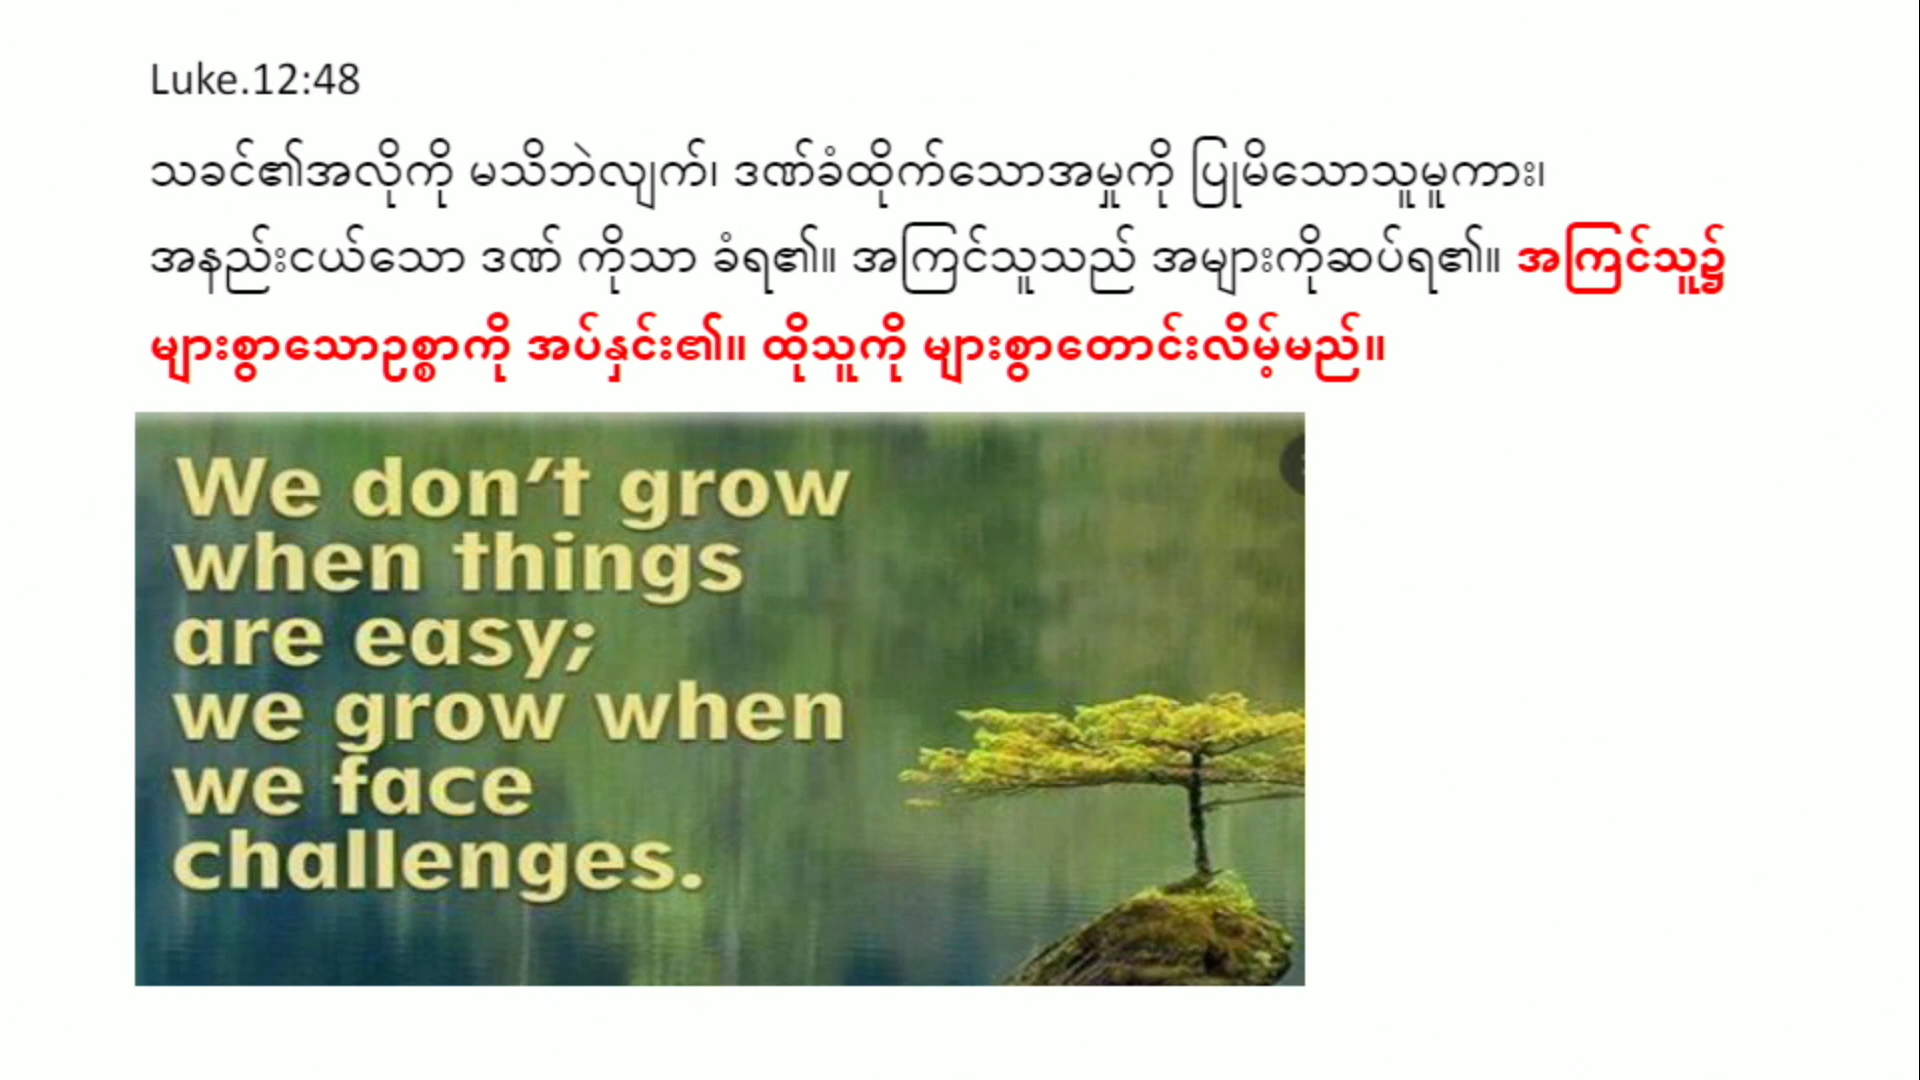 Luke.12:48
သခင်၏အလိုကို မသိဘဲလျက်၊ ဒဏ်ခံထိုက်သောအမှုကို ပြုမိသောသူမူကား၊
အနည်းငယ်သော ဒဏ် ကိုသာ ခံရ၏။ အကြင်သူသည် အများကိုဆပ်ရ၏။ အကြင်သူ၌
များစွာသောဥစ္စာကို အပ်နှင်း၏။ ထိုသူကို များစွာတောင်းလိမ့်မည်။
We don't grow
when things
are easy;
we grow when
we face
challenges.